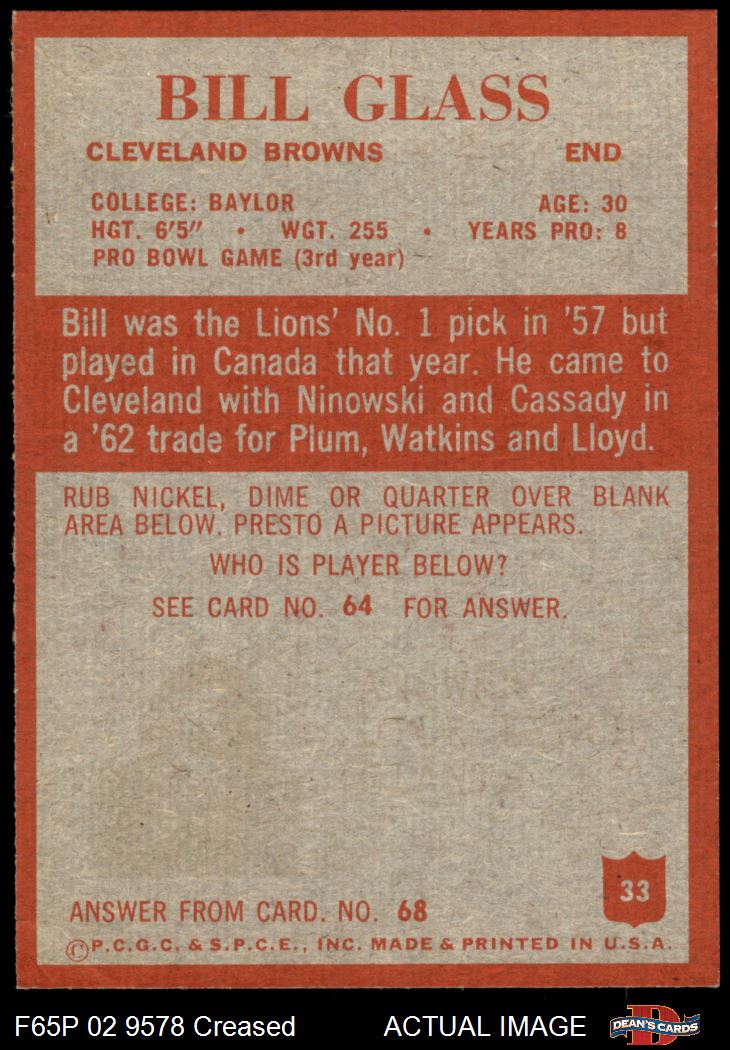 BILL GLASS
CLEVELAND BROWNS END
COLLEGE: BAYLOR AGE: 30
HGT. 6'5" • WGT. 255 • YEARS PRO: 8
PRO BOWL GAME (3rd year)
Bill was the Lions' No. 1 pick in '57 but
played in Canada that year. He came to
Cleveland with Ninowski and Cassady in
a '62 trade for Plum, Watkins and Lloyd.
RUB NICKEL, DIME OR QUARTER OVER BLANK
AREA BELOW. PRESTO A PICTURE APPEARS.
WHO IS PLAYER BELOW?
SEE CARD NO. 64 FOR ANSWER.
33
ANSWER FROM CARD. NO. 68
©P.C.G.C. & S.P.C.E., INC. MADE & PRINTED IN U.S.A.
F65P 02 9578 Creased ACTUAL IMAGE
D
DEAN'S CARDS